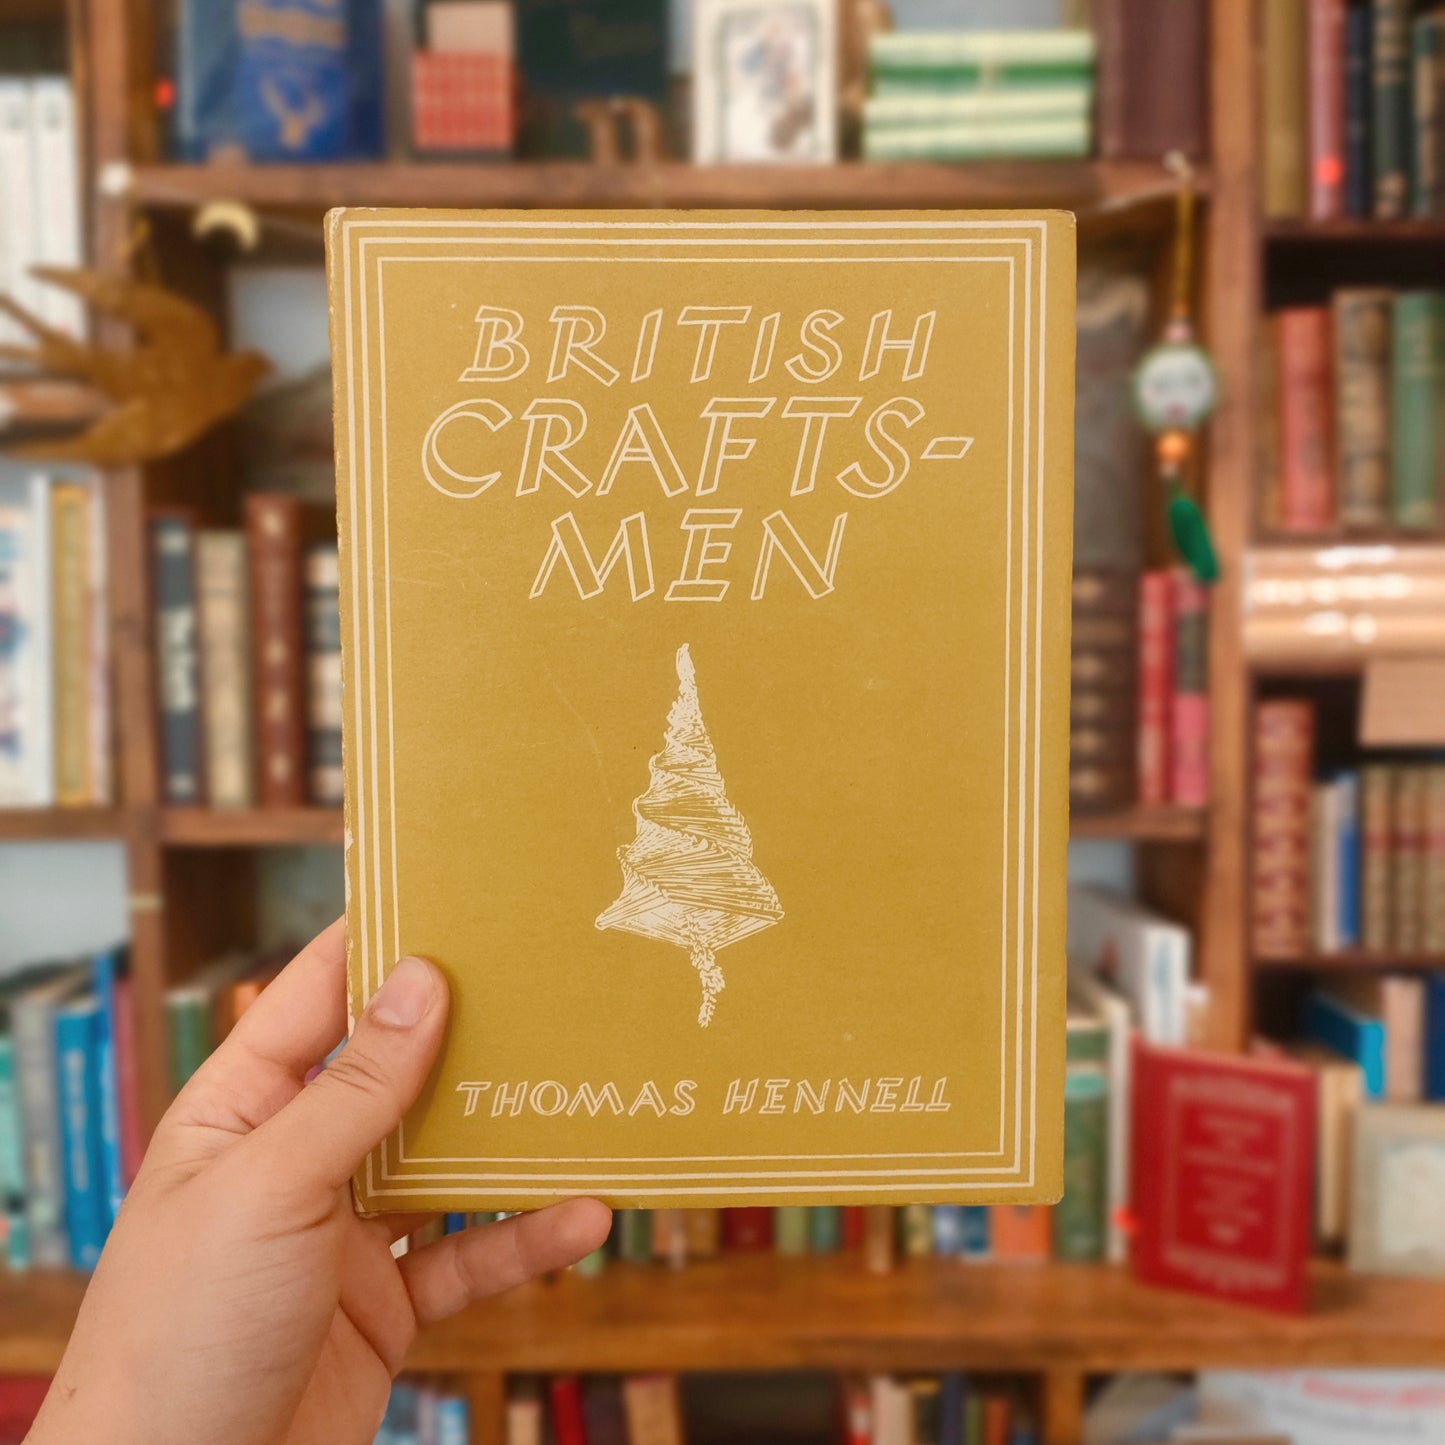 BRITISH
CRAFTS-
MEN
THOMAS HENNELL